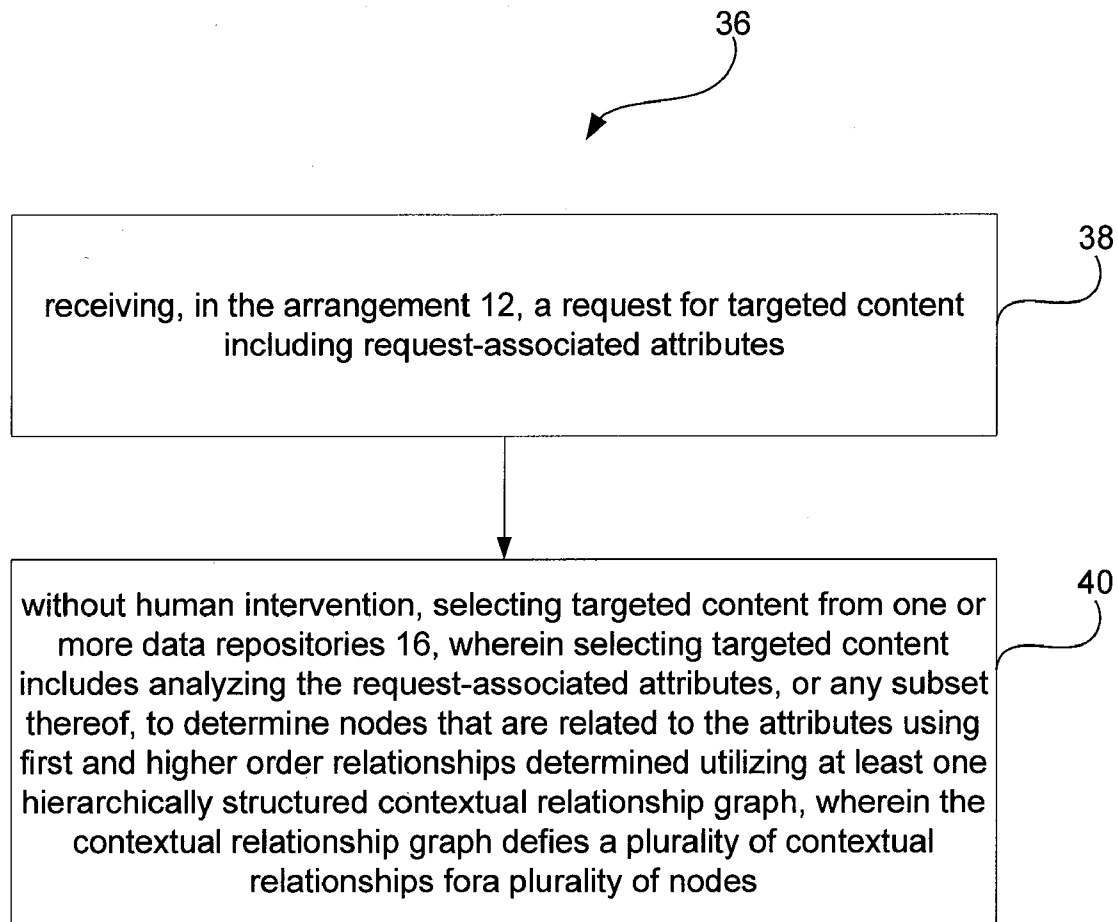 36
38
receiving, in the arrangement 12, a request for targeted content
including request-associated attributes
40
without human intervention, selecting targeted content from one or
more data repositories 16, wherein selecting targeted content
includes analyzing the request-associated attributes, or any subset
thereof, to determine nodes that are related to the attributes using
first and higher order relationships determined utilizing at least one
hierarchically structured contextual relationship graph, wherein the
contextual relationship graph defies a plurality of contextual
relationships fora plurality of nodes